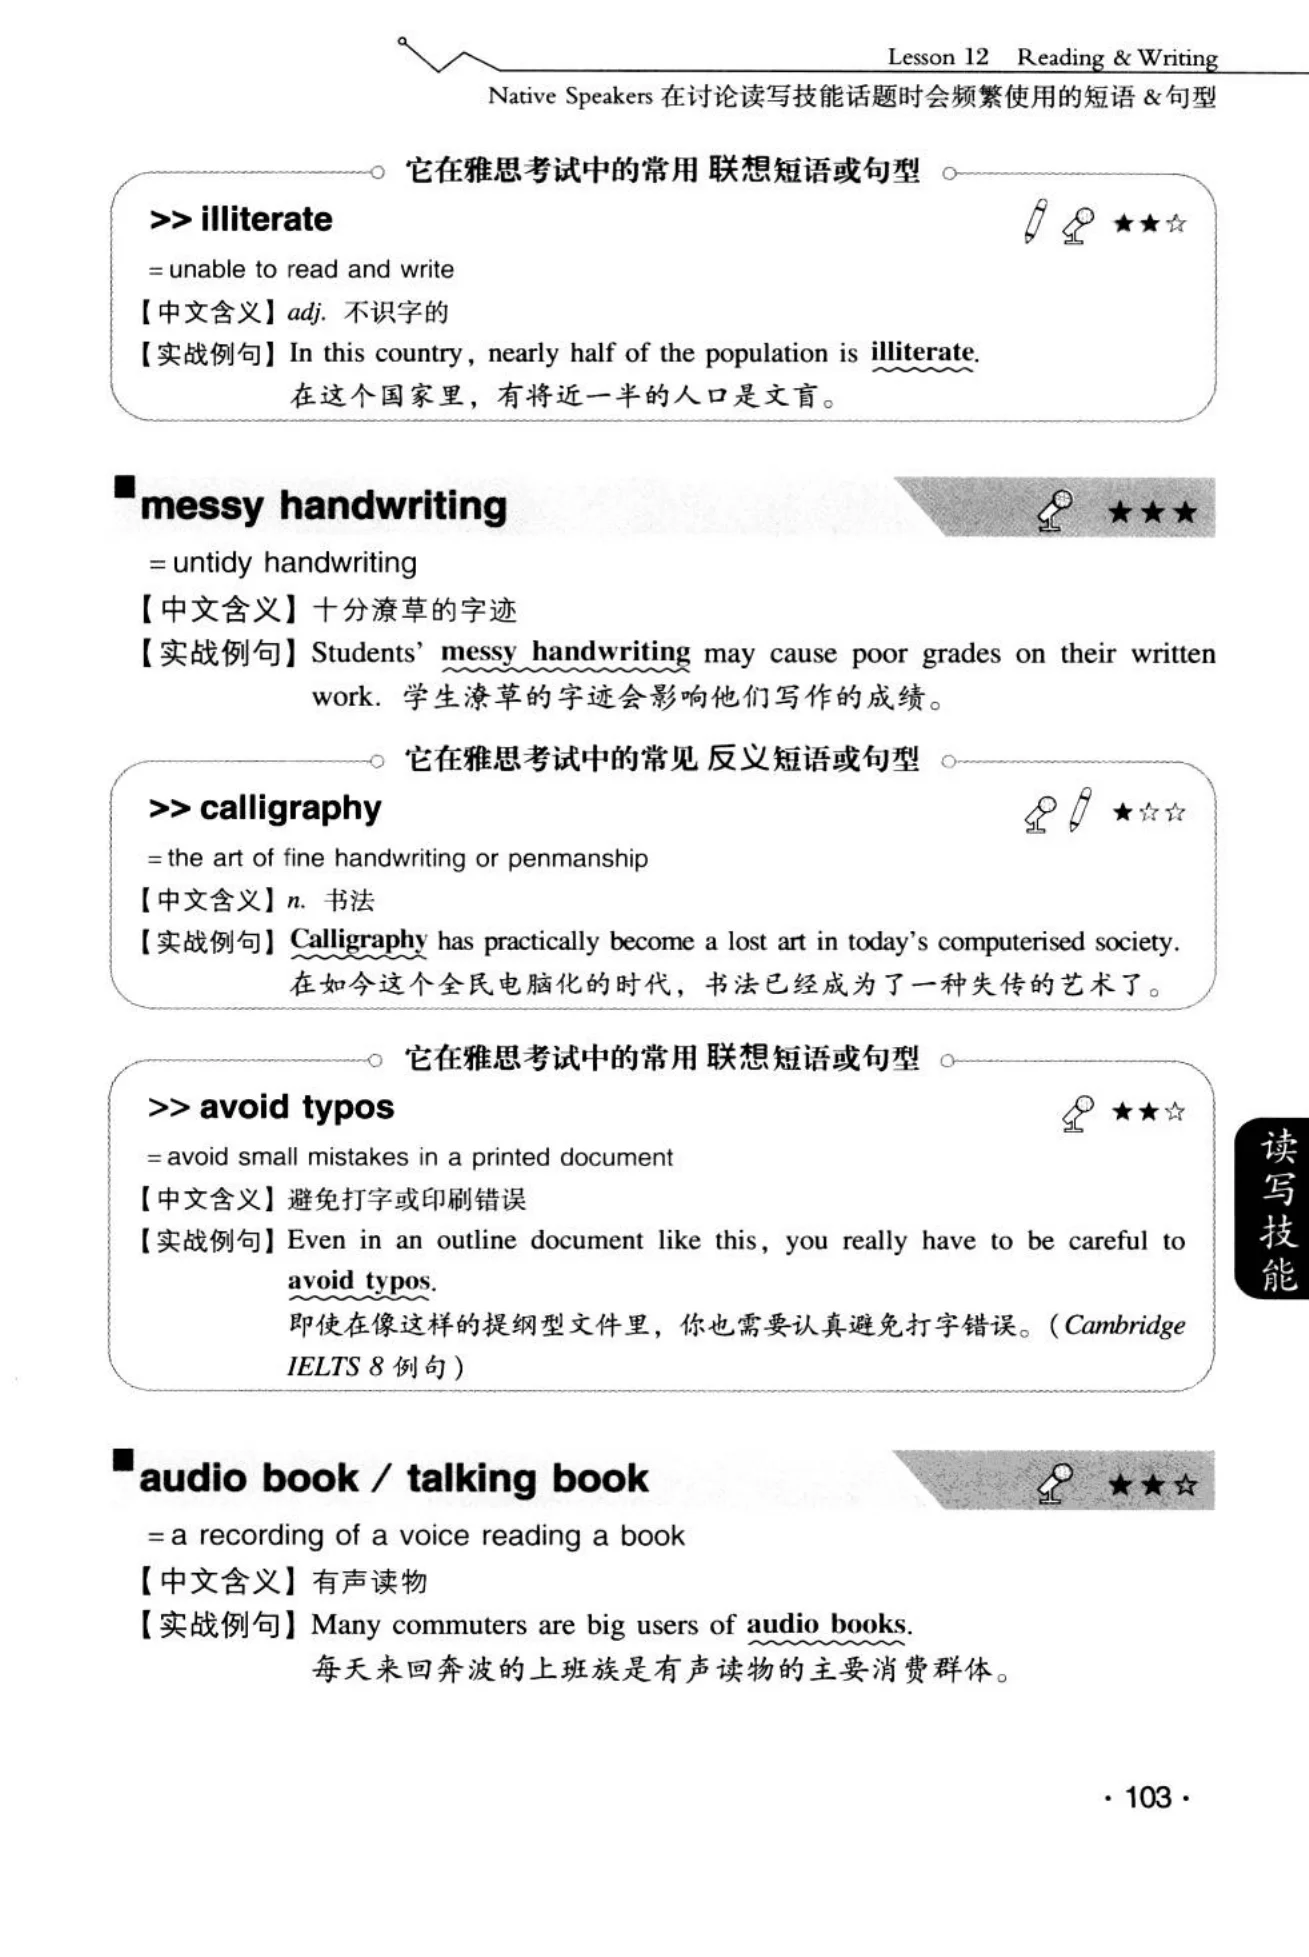 Lesson 12 Reading & Writing
Native Speakers 在讨论读写技能话题时会频繁使用的短语 & 句型
它在雅思考试中的常用 联想短语或句型
>> illiterate ★★☆
= unable to read and write
【中文含义】adj. 不识字的
【实战例句】In this country, nearly half of the population is illiterate.
在这个国家里，有将近一半的人口是文盲。
■messy handwriting ★★★
= untidy handwriting
【中文含义】十分潦草的字迹
【实战例句】Students’ messy handwriting may cause poor grades on their written
work. 学生潦草的字迹会影响他们写作的成绩。
它在雅思考试中的常见 反义短语或句型
>> calligraphy ★☆☆
= the art of fine handwriting or penmanship
【中文含义】n. 书法
【实战例句】Calligraphy has practically become a lost art in today’s computerised society.
在如今这个全民电脑化的时代，书法已经成为了一种失传的艺术了。
它在雅思考试中的常用 联想短语或句型
>> avoid typos ★★☆
= avoid small mistakes in a printed document
【中文含义】避免打字或印刷错误
【实战例句】Even in an outline document like this, you really have to be careful to
avoid typos.
即使在像这样的提纲型文件里，你也需要认真避免打字错误。(Cambridge
IELTS 8 例句)
读写技能
■audio book / talking book ★★☆
= a recording of a voice reading a book
【中文含义】有声读物
【实战例句】Many commuters are big users of audio books.
每天来回奔波的上班族是有声读物的主要消费群体。
· 103 ·